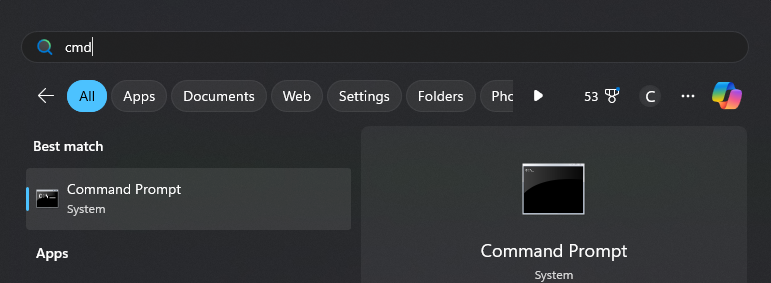 cmd
All Apps Documents Web Settings Folders Pho 53 C
Best match
Command Prompt
System
Apps
Command Prompt
System